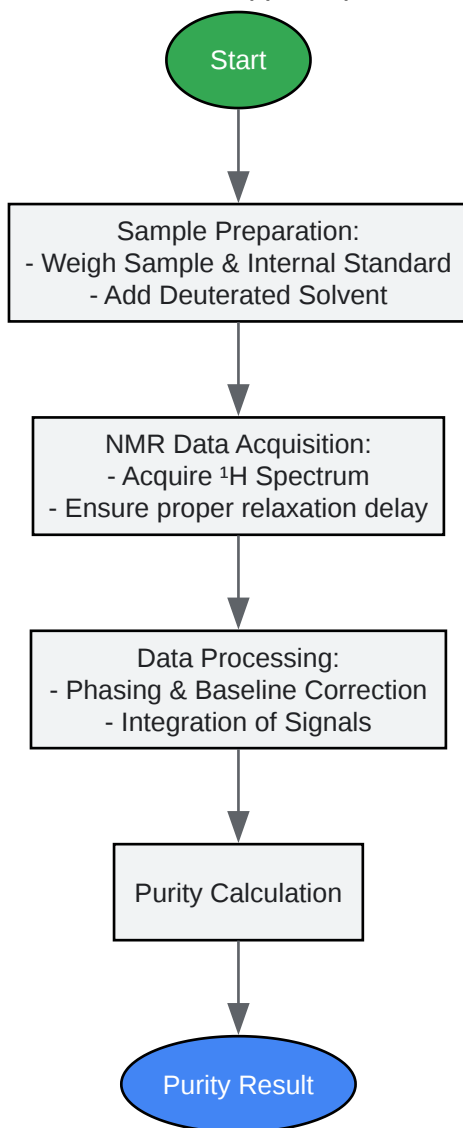 Start
Sample Preparation:
- Weigh Sample & Internal Standard
- Add Deuterated Solvent
NMR Data Acquisition:
- Acquire ¹H Spectrum
- Ensure proper relaxation delay
Data Processing:
- Phasing & Baseline Correction
- Integration of Signals
Purity Calculation
Purity Result